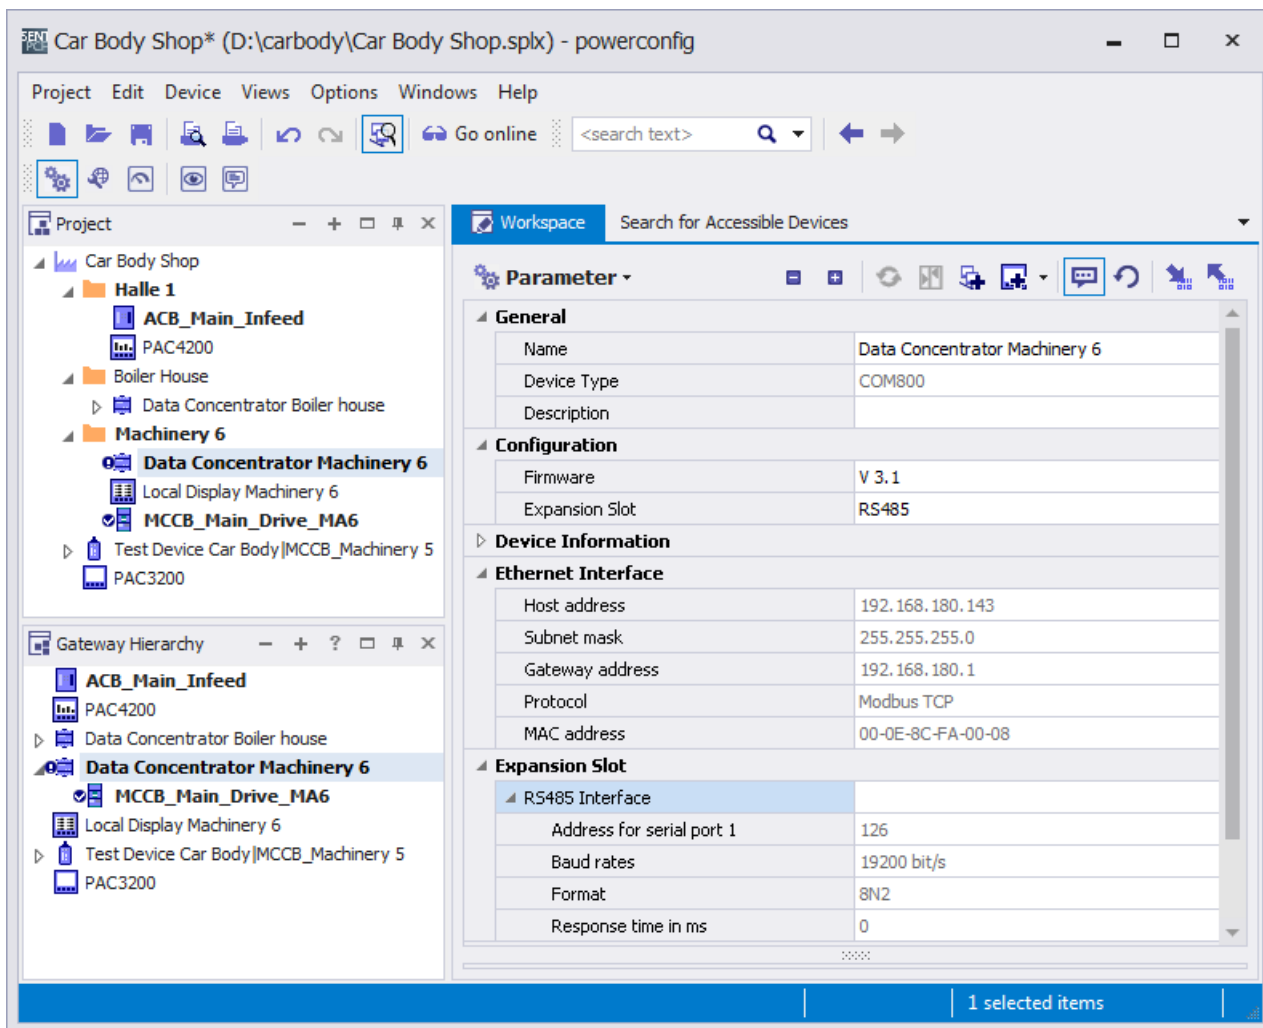 SENT
PCF
Car Body Shop* (D:\carbody\Car Body Shop.splx) - powerconfig
Project Edit Device Views Options Windows Help
Go online <search text>
Project
Car Body Shop
Halle 1
ACB_Main_Infeed
PAC4200
Boiler House
Data Concentrator Boiler house
Machinery 6
Data Concentrator Machinery 6
Local Display Machinery 6
MCCB_Main_Drive_MA6
Test Device Car Body|MCCB_Machinery 5
PAC3200
Gateway Hierarchy
ACB_Main_Infeed
PAC4200
Data Concentrator Boiler house
Data Concentrator Machinery 6
MCCB_Main_Drive_MA6
Local Display Machinery 6
Test Device Car Body|MCCB_Machinery 5
PAC3200
Workspace Search for Accessible Devices
Parameter
General
Name Data Concentrator Machinery 6
Device Type COM800
Description
Configuration
Firmware V 3.1
Expansion Slot RS485
Device Information
Ethernet Interface
Host address 192.168.180.143
Subnet mask 255.255.255.0
Gateway address 192.168.180.1
Protocol Modbus TCP
MAC address 00-0E-8C-FA-00-08
Expansion Slot
RS485 Interface
Address for serial port 1 126
Baud rates 19200 bit/s
Format 8N2
Response time in ms 0
1 selected items